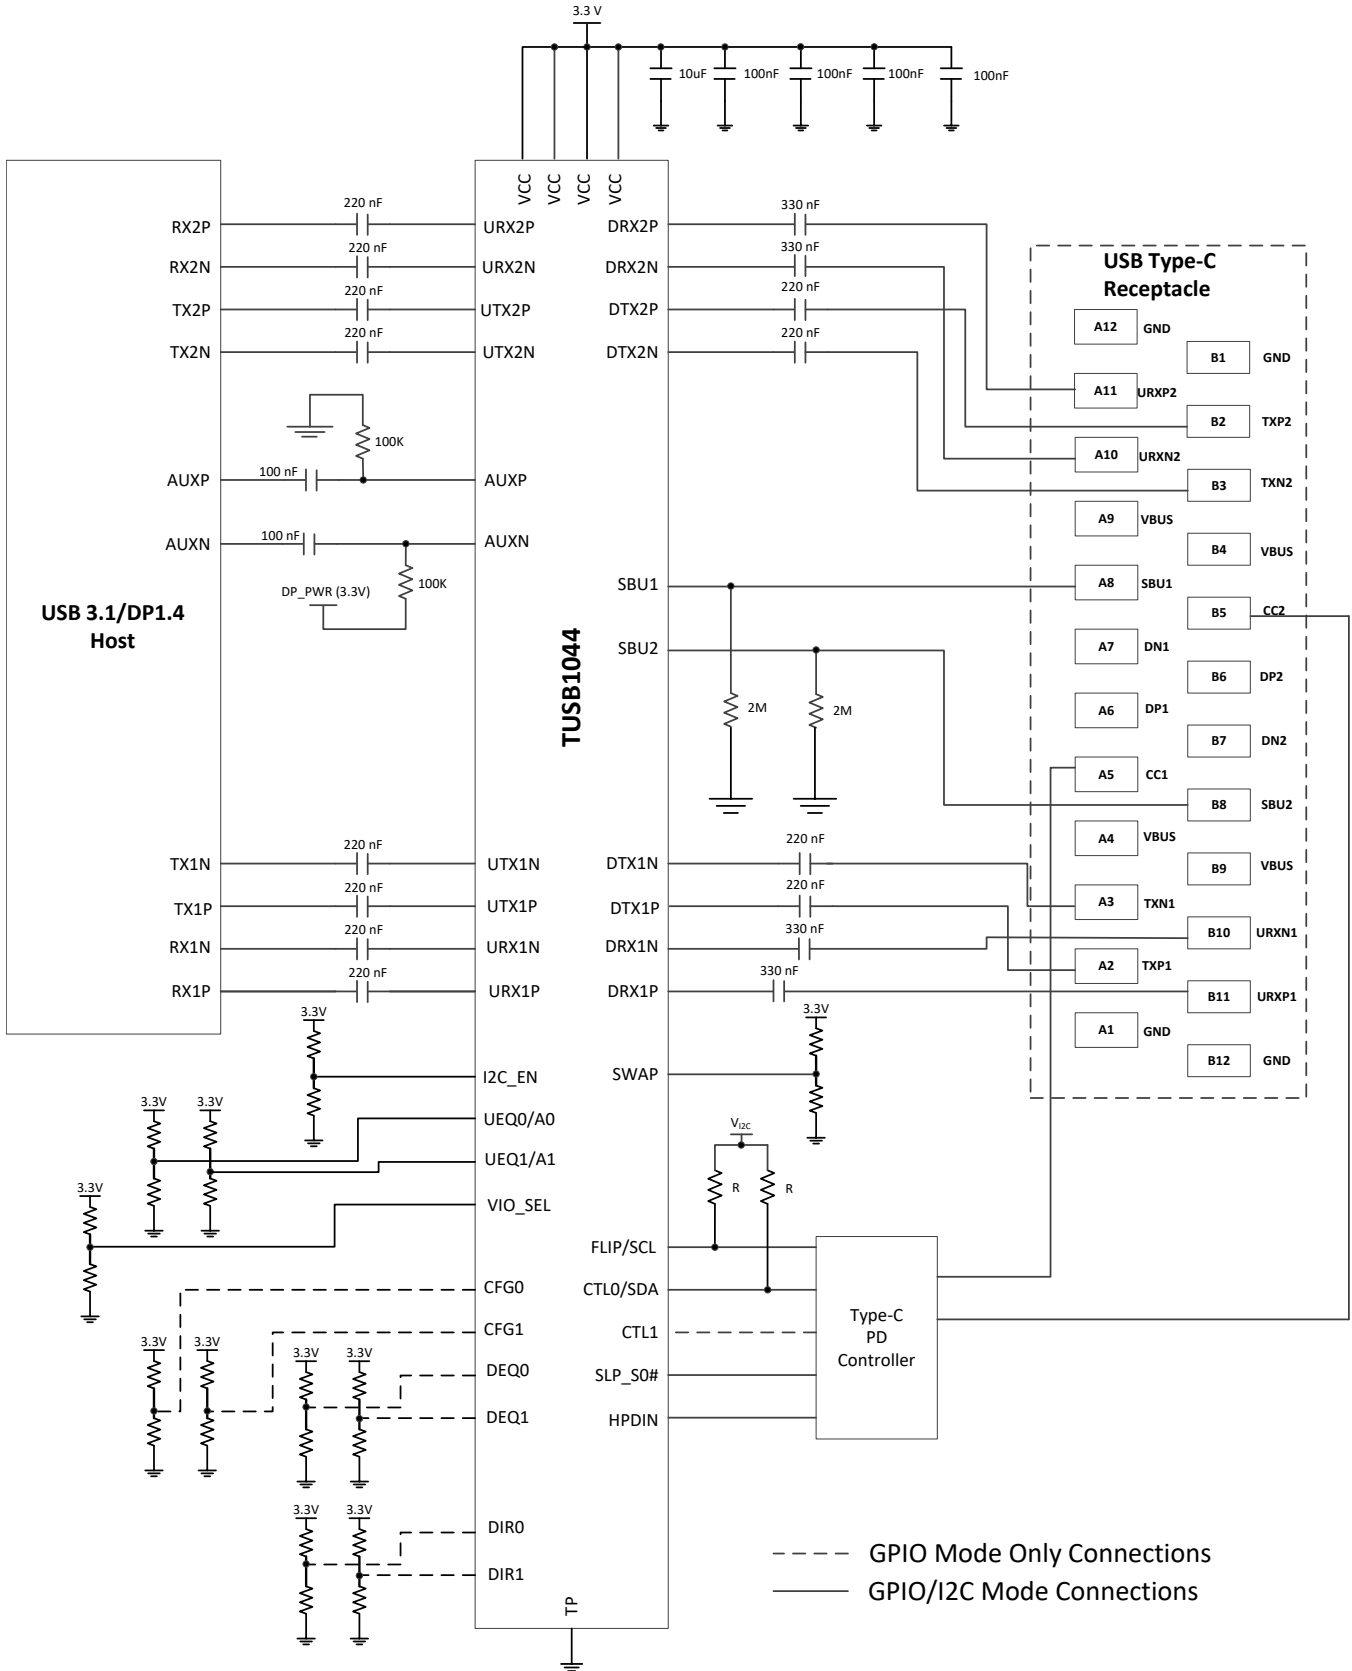 3.3 V
10uF
100nF
100nF
100nF
100nF
VCC
VCC
VCC
VCC
RX2P
220 nF
URX2P
DRX2P
330 nF
RX2N
220 nF
URX2N
DRX2N
330 nF
TX2P
220 nF
UTX2P
DTX2P
220 nF
TX2N
220 nF
UTX2N
DTX2N
220 nF
100K
AUXP
100 nF
AUXP
AUXN
100 nF
AUXN
DP_PWR (3.3V)
100K
USB 3.1/DP1.4
Host
TUSB1044
SBU1
SBU2
2M
2M
USB Type-C
Receptacle
A12 GND
B1 GND
A11 URXP2
B2 TXP2
A10 URXN2
B3 TXN2
A9 VBUS
B4 VBUS
A8 SBU1
B5 CC2
A7 DN1
B6 DP2
A6 DP1
B7 DN2
A5 CC1
B8 SBU2
A4 VBUS
B9 VBUS
A3 TXN1
B10 URXN1
A2 TXP1
B11 URXP1
A1 GND
B12 GND
TX1N
220 nF
UTX1N
DTX1N
220 nF
TX1P
220 nF
UTX1P
DTX1P
220 nF
RX1N
220 nF
URX1N
DRX1N
330 nF
RX1P
220 nF
URX1P
DRX1P
330 nF
3.3V
I2C_EN
SWAP
3.3V
3.3V
3.3V
UEQ0/A0
UEQ1/A1
3.3V
VIO_SEL
VI2C
R
R
FLIP/SCL
CTL0/SDA
CTL1
SLP_S0#
HPDIN
Type-C
PD
Controller
CFG0
CFG1
3.3V
3.3V
3.3V
3.3V
DEQ0
DEQ1
3.3V
3.3V
DIR0
DIR1
TP
GPIO Mode Only Connections
GPIO/I2C Mode Connections